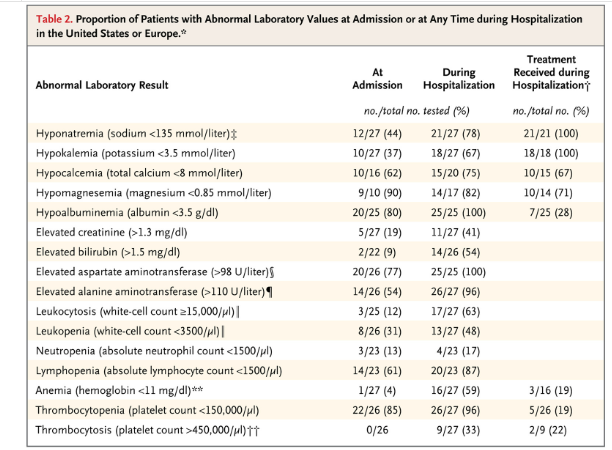 Table 2. Proportion of Patients with Abnormal Laboratory Values at Admission or at Any Time during Hospitalization
in the United States or Europe.*
Abnormal Laboratory Result At Admission During Hospitalization Treatment Received during Hospitalization†
no./total no. tested (%) no./total no. (%)
Hyponatremia (sodium <135 mmol/liter)‡ 12/27 (44) 21/27 (78) 21/21 (100)
Hypokalemia (potassium <3.5 mmol/liter) 10/27 (37) 18/27 (67) 18/18 (100)
Hypocalcemia (total calcium <8 mmol/liter) 10/16 (62) 15/20 (75) 10/15 (67)
Hypomagnesemia (magnesium <0.85 mmol/liter) 9/10 (90) 14/17 (82) 10/14 (71)
Hypoalbuminemia (albumin <3.5 g/dl) 20/25 (80) 25/25 (100) 7/25 (28)
Elevated creatinine (>1.3 mg/dl) 5/27 (19) 11/27 (41)
Elevated bilirubin (>1.5 mg/dl) 2/22 (9) 14/26 (54)
Elevated aspartate aminotransferase (>98 U/liter)§ 20/26 (77) 25/25 (100)
Elevated alanine aminotransferase (>110 U/liter)¶ 14/26 (54) 26/27 (96)
Leukocytosis (white-cell count ≥15,000/μl)‖ 3/25 (12) 17/27 (63)
Leukopenia (white-cell count <3500/μl)‖ 8/26 (31) 13/27 (48)
Neutropenia (absolute neutrophil count <1500/μl) 3/23 (13) 4/23 (17)
Lymphopenia (absolute lymphocyte count <1500/μl) 14/23 (61) 20/23 (87)
Anemia (hemoglobin <11 mg/dl)** 1/27 (4) 16/27 (59) 3/16 (19)
Thrombocytopenia (platelet count <150,000/μl) 22/26 (85) 26/27 (96) 5/26 (19)
Thrombocytosis (platelet count >450,000/μl)†† 0/26 9/27 (33) 2/9 (22)